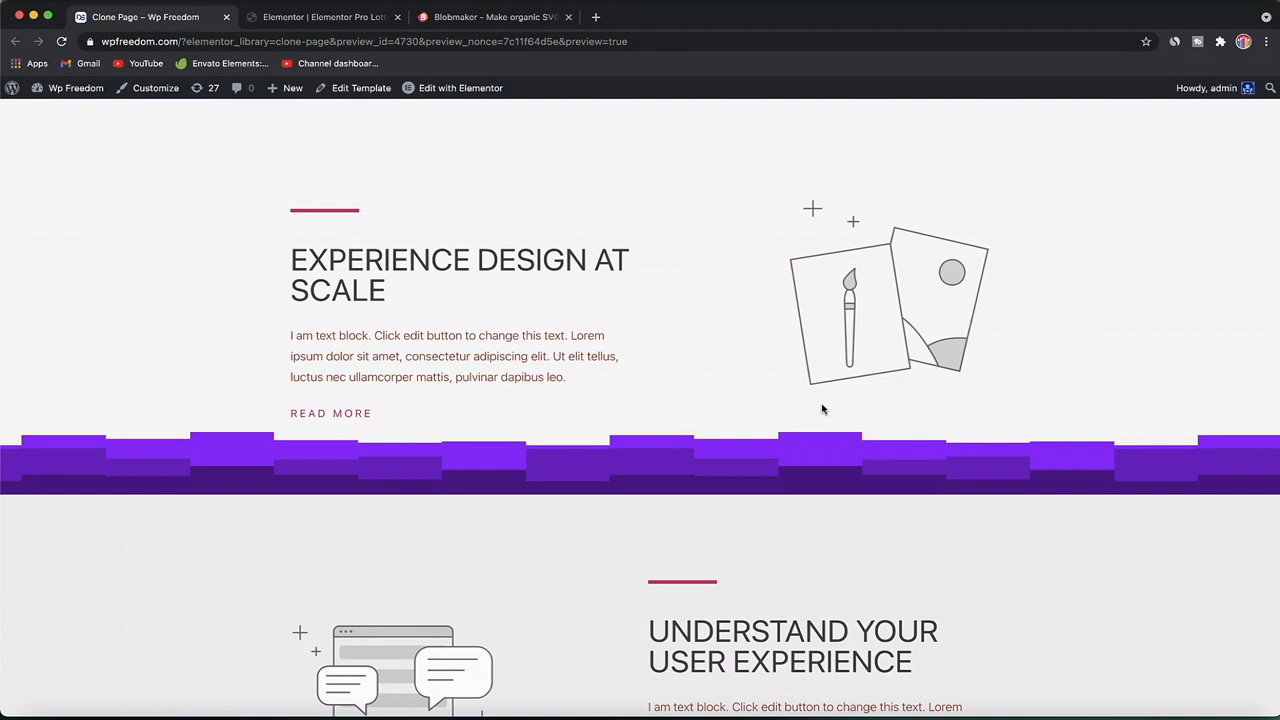 Clone Page – Wp Freedom
Elementor | Elementor Pro Lott
Blobmaker - Make organic SVG
wpfreedom.com/?elementor_library=clone-page&preview_id=4730&preview_nonce=7c11f64d5e&preview=true
Apps
Gmail
YouTube
Envato Elements:...
Channel dashboar...
Wp Freedom
Customize
27
0
New
Edit Template
Edit with Elementor
Howdy, admin
EXPERIENCE DESIGN AT
SCALE
I am text block. Click edit button to change this text. Lorem
ipsum dolor sit amet, consectetur adipiscing elit. Ut elit tellus,
luctus nec ullamcorper mattis, pulvinar dapibus leo.
READ MORE
UNDERSTAND YOUR
USER EXPERIENCE
I am text block. Click edit button to change this text. Lorem